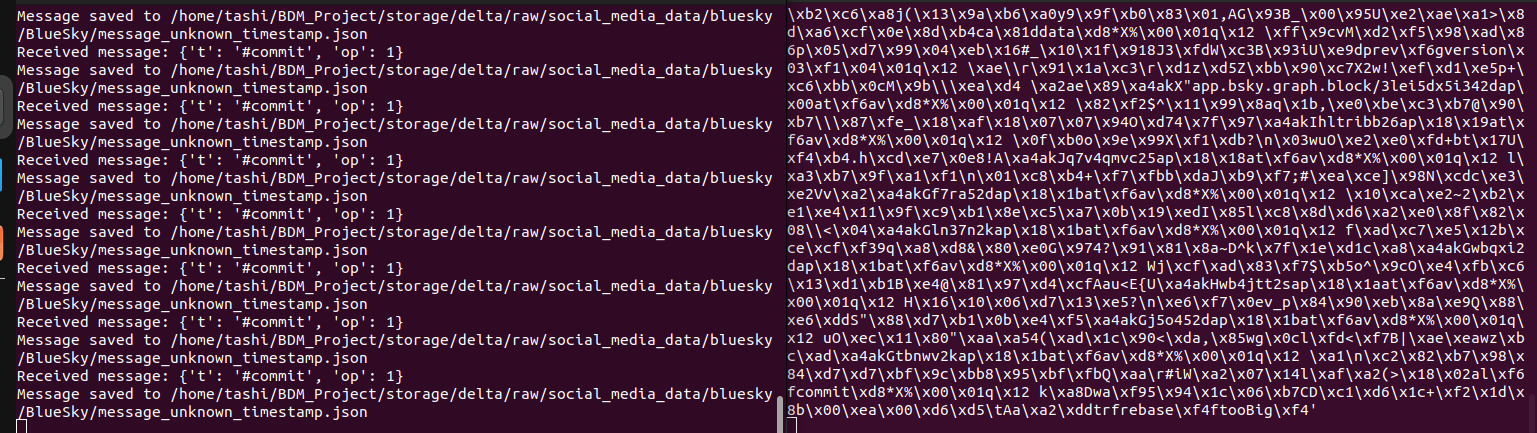 Message saved to /home/tashi/BDM_Project/storage/delta/raw/social_media_data/bluesky
/BlueSky/message_unknown_timestamp.json
Received message: {'t': '#commit', 'op': 1}
Message saved to /home/tashi/BDM_Project/storage/delta/raw/social_media_data/bluesky
/BlueSky/message_unknown_timestamp.json
Received message: {'t': '#commit', 'op': 1}
Message saved to /home/tashi/BDM_Project/storage/delta/raw/social_media_data/bluesky
/BlueSky/message_unknown_timestamp.json
Received message: {'t': '#commit', 'op': 1}
Message saved to /home/tashi/BDM_Project/storage/delta/raw/social_media_data/bluesky
/BlueSky/message_unknown_timestamp.json
Received message: {'t': '#commit', 'op': 1}
Message saved to /home/tashi/BDM_Project/storage/delta/raw/social_media_data/bluesky
/BlueSky/message_unknown_timestamp.json
Received message: {'t': '#commit', 'op': 1}
Message saved to /home/tashi/BDM_Project/storage/delta/raw/social_media_data/bluesky
/BlueSky/message_unknown_timestamp.json
Received message: {'t': '#commit', 'op': 1}
Message saved to /home/tashi/BDM_Project/storage/delta/raw/social_media_data/bluesky
/BlueSky/message_unknown_timestamp.json
Received message: {'t': '#commit', 'op': 1}
Message saved to /home/tashi/BDM_Project/storage/delta/raw/social_media_data/bluesky
/BlueSky/message_unknown_timestamp.json
\xb2\xc6\xa8j(\x13\x9a\xb6\xa0y9\x9f\xb0\x83\x01,AG\x93B_\x00\x95U\xe2\xae\xa1>\x8
d\xa6\xcf\x0e\x8d\xb4ca\x81ddata\xd8*X%\x00\x01q\x12 \xff\x9cvM\xd2\xf5\x98\xad\x8
6p\x05\xd7\x99\x04\xeb\x16#_\x10\x1f\x918J3\xfdW\xc3B\x93iU\xe9dprev\xf6gversion\x
03\xf1\x04\x01q\x12 \xae\\r\x91\x1a\xc3\r\xd1z\xd5Z\xbb\x90\xc7X2w!\xef\xd1\xe5p+\
xc6\xbb\x0cM\x9b\\\xea\xd4 \xa2ae\x89\xa4akX"app.bsky.graph.block/3lei5dx5i342dap\
x00at\xf6av\xd8*X%\x00\x01q\x12 \x82\xf2$^\x11\x99\x8aq\x1b,\xe0\xbe\xc3\xb7@\x90\
xb7\\\x87\xfe_\x18\xaf\x18\x07\x07\x94O\xd74\x7f\x97\xa4akIhltribb26ap\x18\x19at\x
f6av\xd8*X%\x00\x01q\x12 \x0f\xb0o\x9e\x99X\xf1\xdb?\n\x03wuO\xe2\xe0\xfd+bt\x17U\
xf4\xb4.h\xcd\xe7\x0e8!A\xa4akJq7v4qmvc25ap\x18\x18at\xf6av\xd8*X%\x00\x01q\x12 l\
xa3\xb7\x9f\xa1\xf1\n\x01\xc8\xb4+\xf7\xfbb\xdaJ\xb9\xf7;#\xea\xce]\x98N\xcdc\xe3\
xe2Vv\xa2\xa4akGf7ra52dap\x18\x1bat\xf6av\xd8*X%\x00\x01q\x12 \x10\xca\xe2~2\xb2\x
e1\xe4\x11\x9f\xc9\xb1\x8e\xc5\xa7\x0b\x19\xedI\x85l\xc8\x8d\xd6\xa2\xe0\x8f\x82\x
08\\<\x04\xa4akGln37n2kap\x18\x1bat\xf6av\xd8*X%\x00\x01q\x12 f\xad\xc7\xe5\x12b\x
ce\xcf\xf39q\xa8\xd8&\x80\xe0G\x974?\x91\x81\x8a~D^k\x7f\x1e\xd1c\xa8\xa4akGwbqxi2
dap\x18\x1bat\xf6av\xd8*X%\x00\x01q\x12 Wj\xcf\xad\x83\xf7$\xb5o^\x9cO\xe4\xfb\xc6
\x13\xd1\xb1B\xe4@\x81\x97\xd4\xcfAau<E{U\xa4akHwb4jtt2sap\x18\x1aat\xf6av\xd8*X%\
x00\x01q\x12 H\x16\x10\x06\xd7\x13\xe5?\n\xe6\xf7\x0ev_p\x84\x90\xeb\x8a\xe9Q\x88\
xe6\xddS"\x88\xd7\xb1\x0b\xe4\xf5\xa4akGj5o452dap\x18\x1bat\xf6av\xd8*X%\x00\x01q\
x12 uO\xec\x11\x80"\xaa\xa54(\xad\x1c\x90<\xda,\x85wg\x0cl\xfd<\xf7B|\xae\xeawz\xb
c\xad\xa4akGtbnwv2kap\x18\x1bat\xf6av\xd8*X%\x00\x01q\x12 \xa1\n\xc2\x82\xb7\x98\x
84\xd7\xd7\xbf\x9c\xbb8\x95\xbf\xfbQ\xaa\r#iW\xa2\x07\x14l\xaf\xa2(>\x18\x02al\xf6
fcommit\xd8*X%\x00\x01q\x12 k\xa8Dwa\xf95\x94\x1c\x06\xb7CD\xc1\xd6\x1c+\xf2\x1d\x
8b\x00\xea\x00\xd6\xd5\tAa\xa2\xddtrfrebase\xf4ftooBig\xf4'